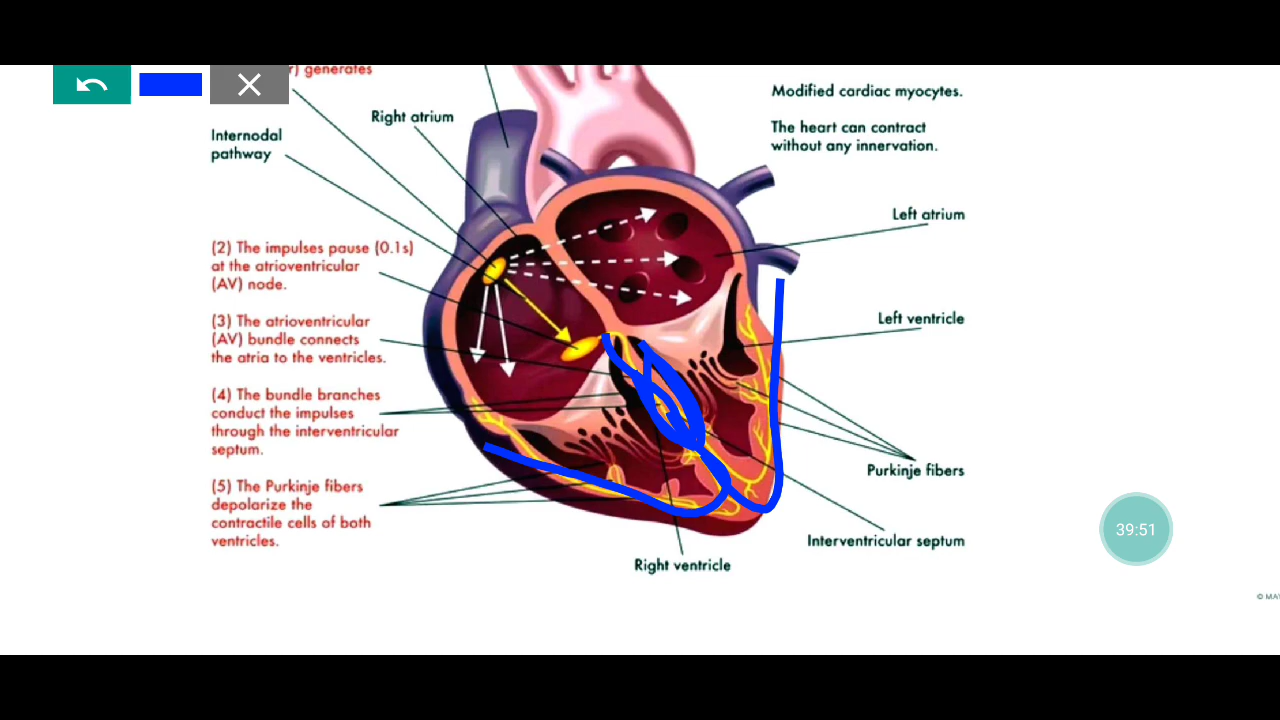 generates
Right atrium
Internodal
pathway
(2) The impulses pause (0.1s)
at the atrioventricular
(AV) node.
(3) The atrioventricular
(AV) bundle connects
the atria to the ventricles.
(4) The bundle branches
conduct the impulses
through the interventricular
septum.
(5) The Purkinje fibers
depolarize the
contractile cells of both
ventricles.
Modified cardiac myocytes.
The heart can contract
without any innervation.
Left atrium
Left ventricle
Purkinje fibers
Interventricular septum
Right ventricle
39:51